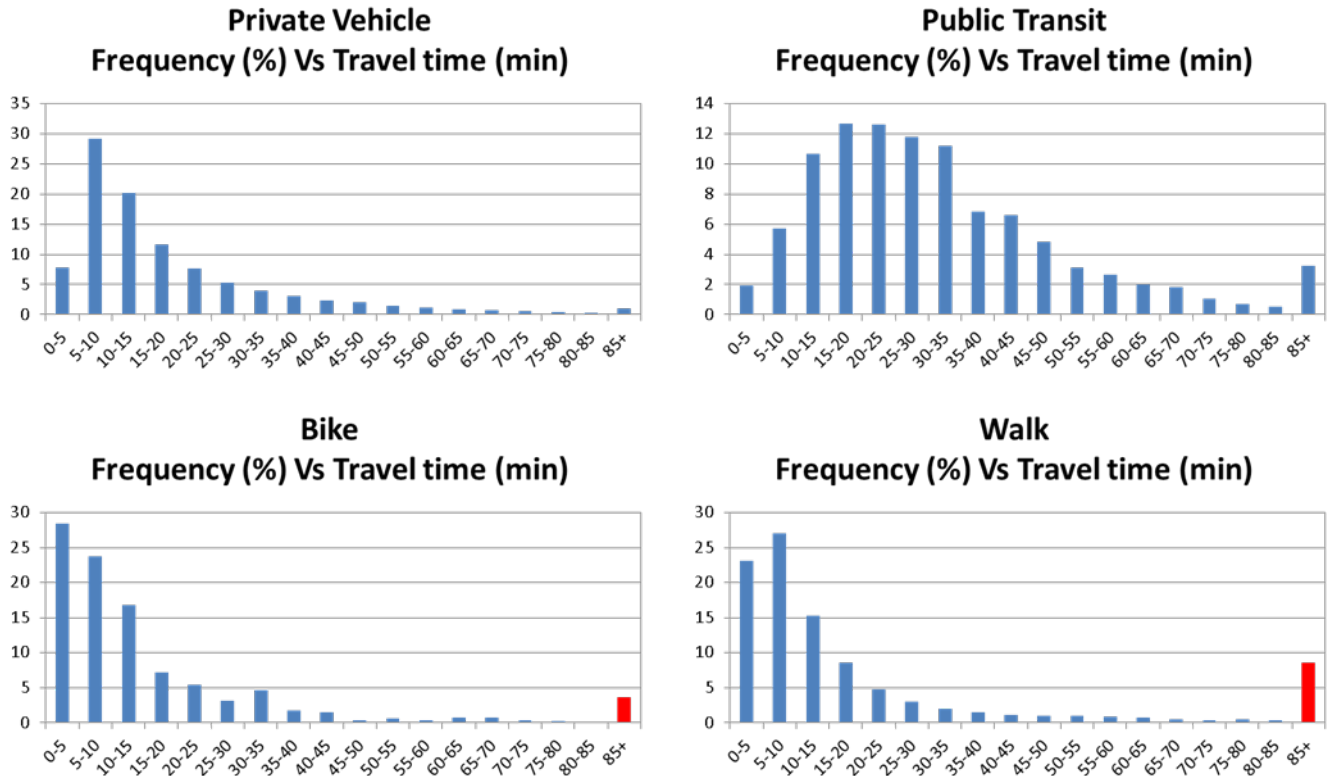 Private Vehicle
Frequency (%) Vs Travel time (min)
35
30
25
20
15
10
5
0
0-5 5-10 10-15 15-20 20-25 25-30 30-35 35-40 40-45 45-50 50-55 55-60 60-65 65-70 70-75 75-80 80-85 85+
Public Transit
Frequency (%) Vs Travel time (min)
14
12
10
8
6
4
2
0
0-5 5-10 10-15 15-20 20-25 25-30 30-35 35-40 40-45 45-50 50-55 55-60 60-65 65-70 70-75 75-80 80-85 85+
Bike
Frequency (%) Vs Travel time (min)
30
25
20
15
10
5
0
0-5 5-10 10-15 15-20 20-25 25-30 30-35 35-40 40-45 45-50 50-55 55-60 60-65 65-70 70-75 75-80 80-85 85+
Walk
Frequency (%) Vs Travel time (min)
30
25
20
15
10
5
0
0-5 5-10 10-15 15-20 20-25 25-30 30-35 35-40 40-45 45-50 50-55 55-60 60-65 65-70 70-75 75-80 80-85 85+